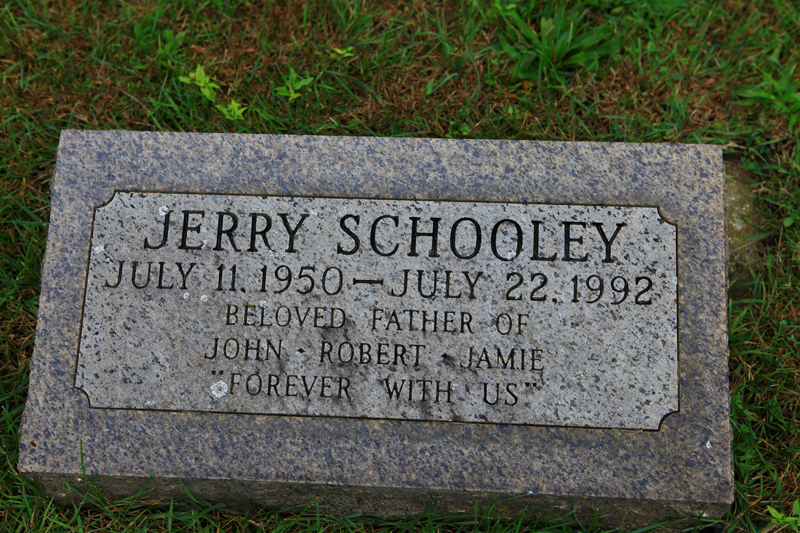 JERRY SCHOOLEY
JULY 11, 1950 — JULY 22, 1992
BELOVED FATHER OF
JOHN · ROBERT · JAMIE
"FOREVER WITH US"